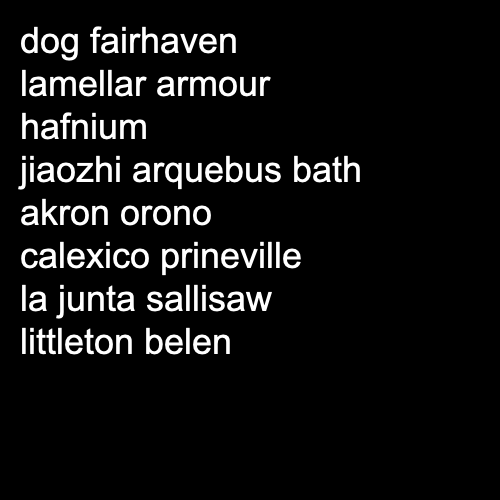 dog fairhaven
lamellar armour
hafnium
jiaozhi arquebus bath
akron orono
calexico prineville
la junta sallisaw
littleton belen